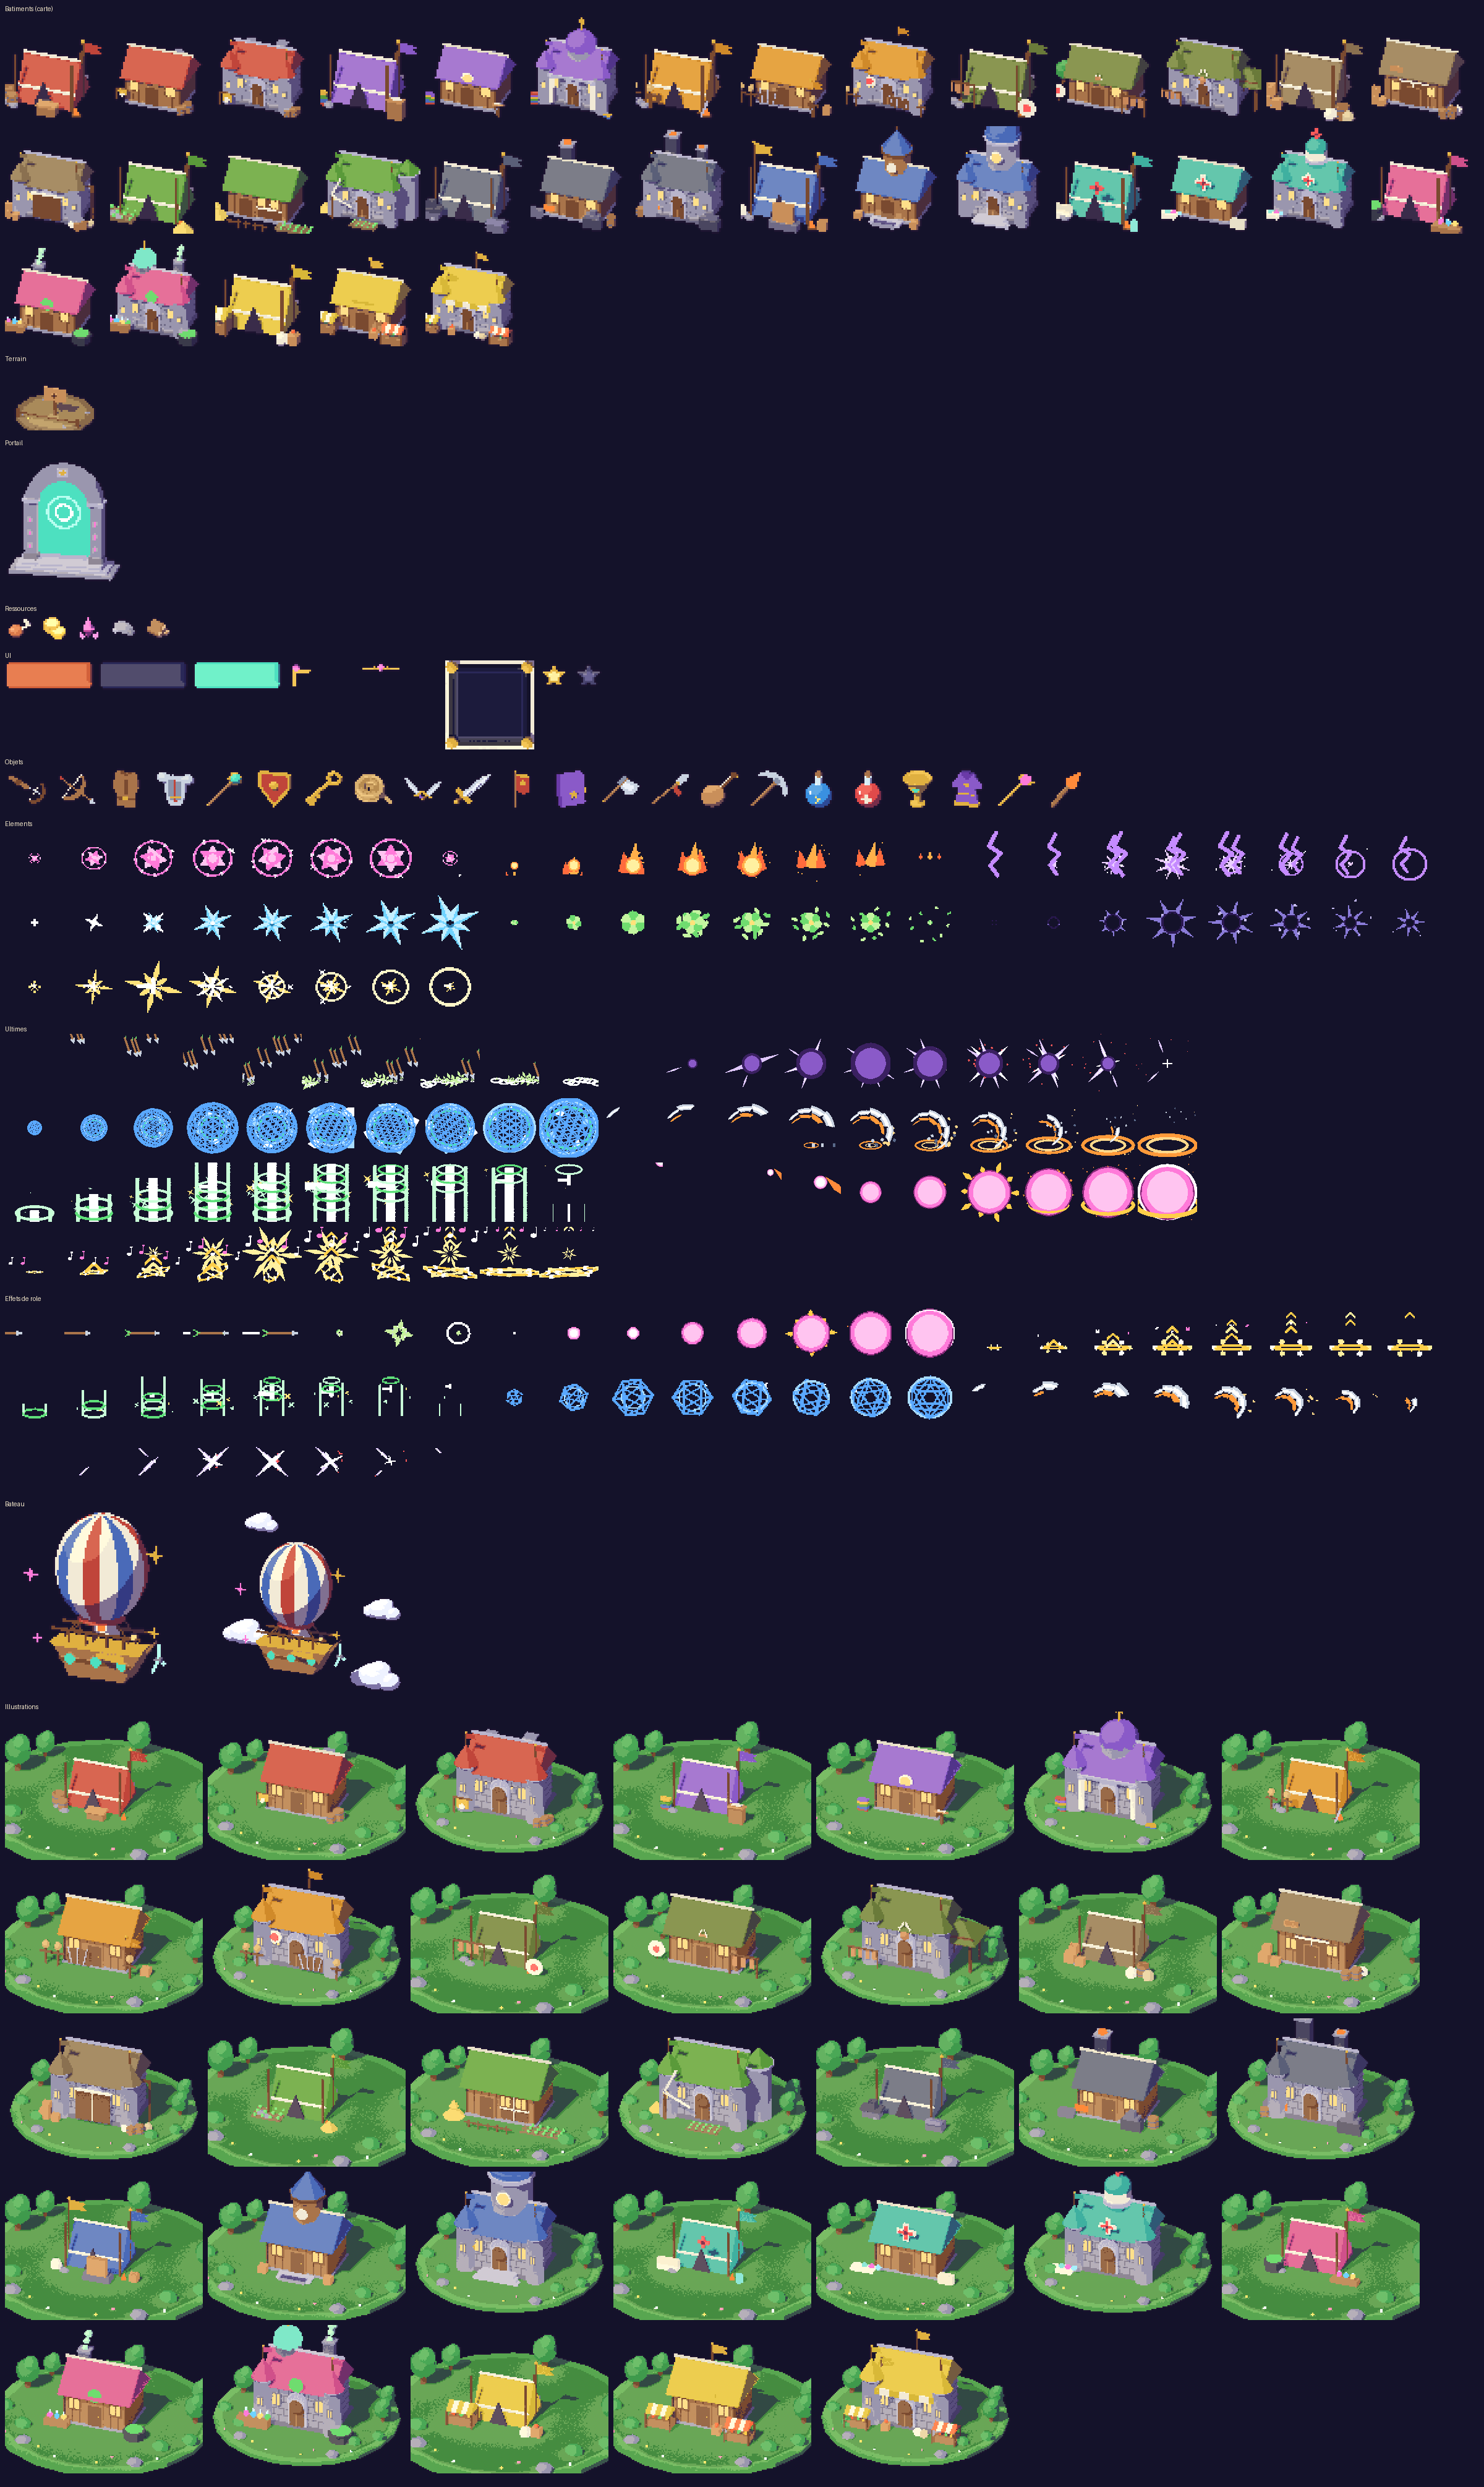 Batiments (carte)
Terrain
Portail
Ressources
UI
Objets
Elements
Ultimes
Effets de role
Bateau
Illustrations